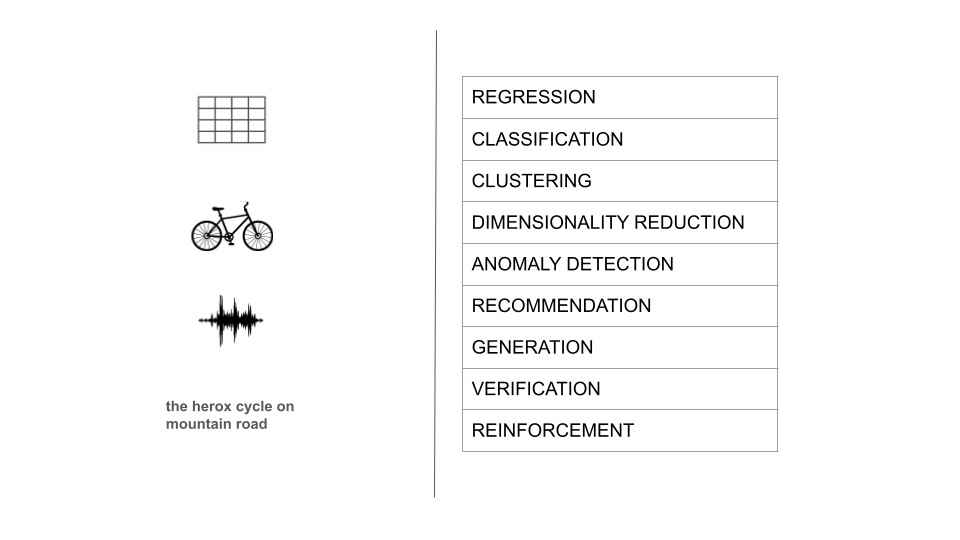 REGRESSION
CLASSIFICATION
CLUSTERING
DIMENSIONALITY REDUCTION
ANOMALY DETECTION
RECOMMENDATION
GENERATION
VERIFICATION
REINFORCEMENT
the herox cycle on
mountain road